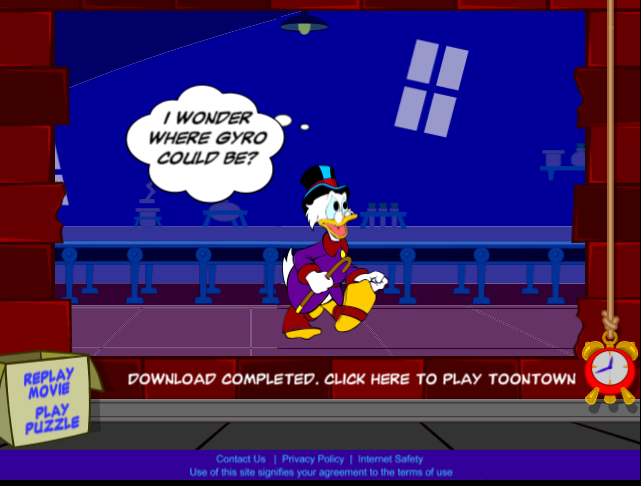 I WONDER
WHERE GYRO
COULD BE?
DOWNLOAD COMPLETED. CLICK HERE TO PLAY TOONTOWN
REPLAY
MOVIE
PLAY
PUZZLE
Contact Us | Privacy Policy | Internet Safety
Use of this site signifies your agreement to the terms of use